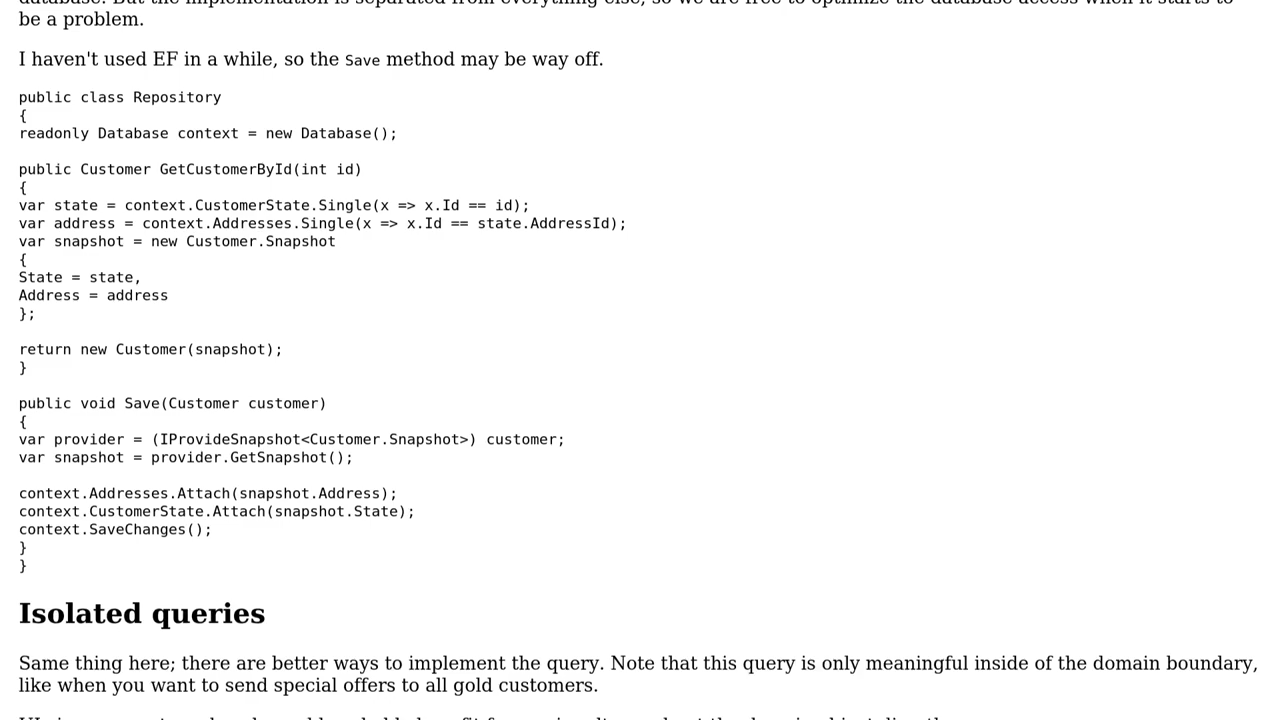 be a problem.
I haven't used EF in a while, so the Save method may be way off.
public class Repository
{
readonly Database context = new Database();
public Customer GetCustomerById(int id)
{
var state = context.CustomerState.Single(x => x.Id == id);
var address = context.Addresses.Single(x => x.Id == state.AddressId);
var snapshot = new Customer.Snapshot
{
State = state,
Address = address
};
return new Customer(snapshot);
}
public void Save(Customer customer)
{
var provider = (IProvideSnapshot<Customer.Snapshot>) customer;
var snapshot = provider.GetSnapshot();
context.Addresses.Attach(snapshot.Address);
context.CustomerState.Attach(snapshot.State);
context.SaveChanges();
}
}
Isolated queries
Same thing here; there are better ways to implement the query. Note that this query is only meaningful inside of the domain boundary,
like when you want to send special offers to all gold customers.